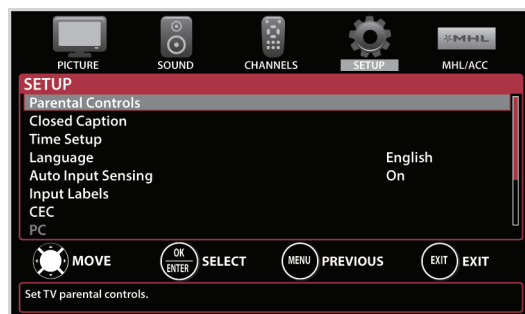 MHL
PICTURE SOUND CHANNELS SETUP MHL/ACC
SETUP
Parental Controls
Closed Caption
Time Setup
Language English
Auto Input Sensing On
Input Labels
CEC
PC
MOVE OK ENTER SELECT MENU PREVIOUS EXIT EXIT
Set TV parental controls.